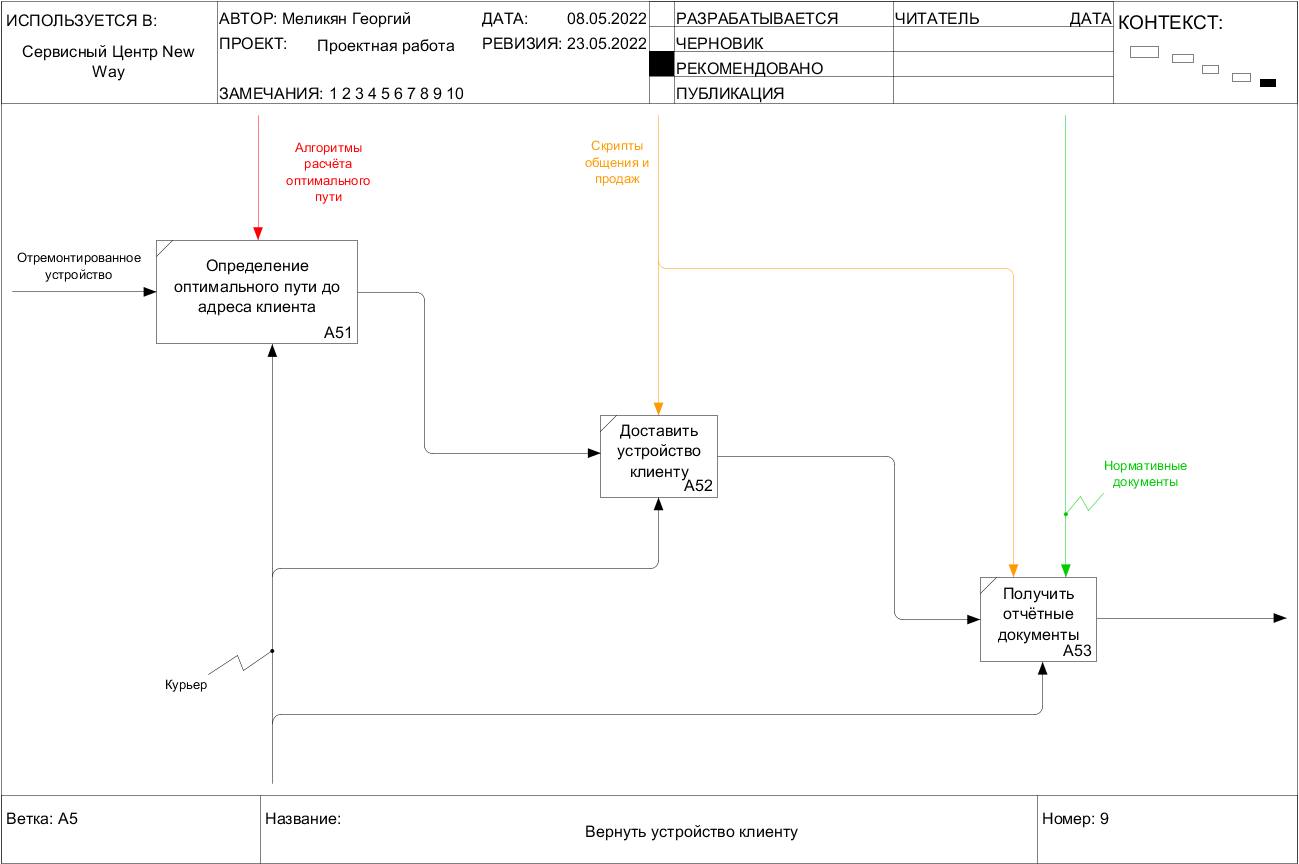 ИСПОЛЬЗУЕТСЯ В:
Сервисный Центр New
Way
АВТОР: Меликян Георгий
ДАТА: 08.05.2022
ПРОЕКТ: Проектная работа
РЕВИЗИЯ: 23.05.2022
ЗАМЕЧАНИЯ: 1 2 3 4 5 6 7 8 9 10
РАЗРАБАТЫВАЕТСЯ
ЧЕРНОВИК
РЕКОМЕНДОВАНО
ПУБЛИКАЦИЯ
ЧИТАТЕЛЬ ДАТА
КОНТЕКСТ:
Алгоритмы
расчёта
оптимального
пути
Скрипты
общения и
продаж
Отремонтированное
устройство
Определение
оптимального пути до
адреса клиента
A51
Доставить
устройство
клиенту
A52
Нормативные
документы
Получить
отчётные
документы
A53
Курьер
Ветка: A5
Название:
Вернуть устройство клиенту
Номер: 9